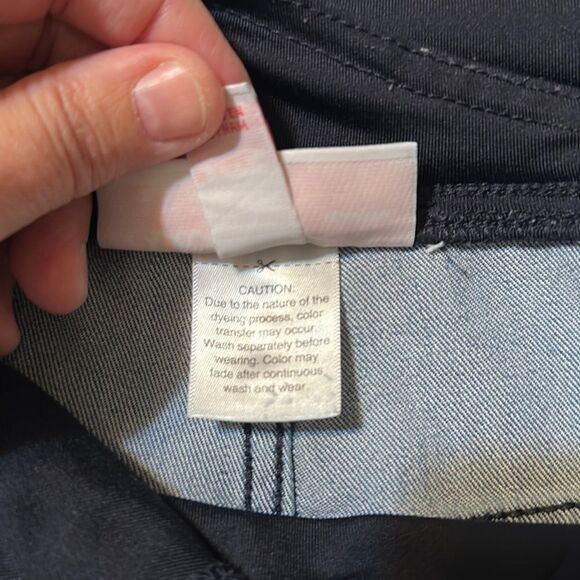 CAUTION:
Due to the nature of the
dyeing process, color
transfer may occur.
Wash separately before
wearing. Color may
fade after continuous
wash and wear.